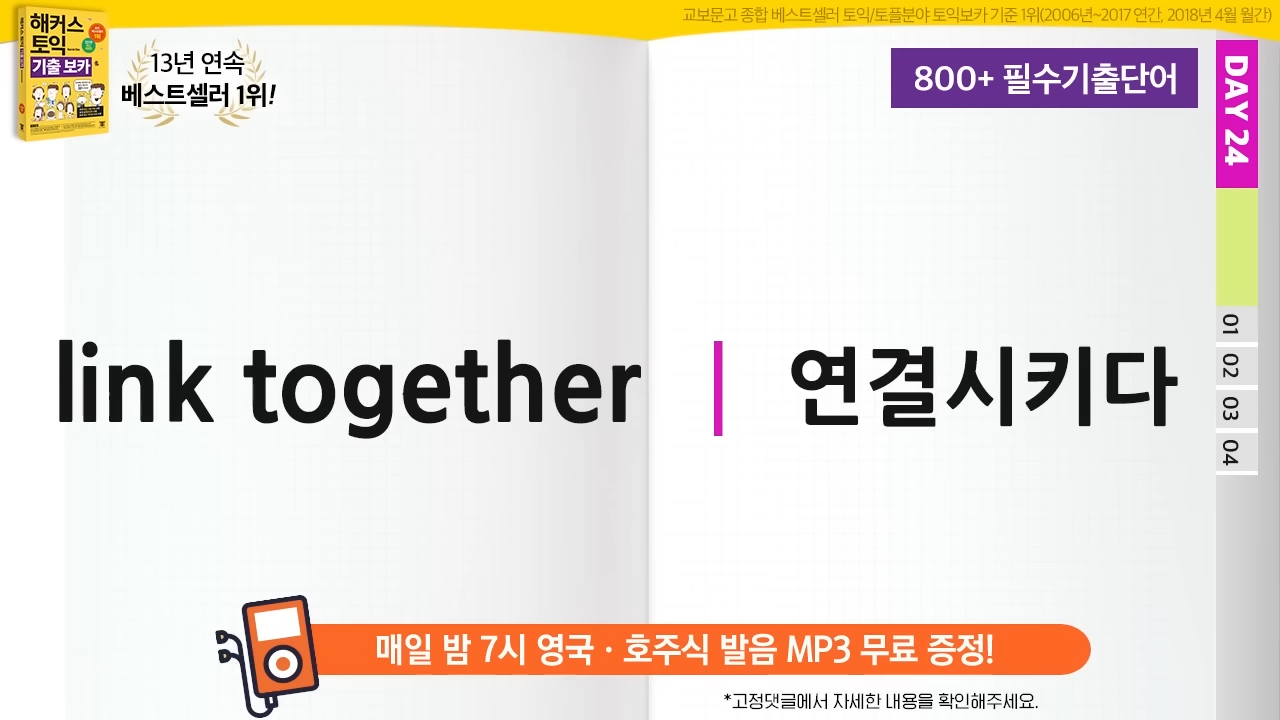 교보문고 종합 베스트셀러 토익/토플분야 토익보카 기준 1위(2006년~2017 연간, 2018년 4월 월간)
해커스
토익
기출 보카
13년 연속
베스트셀러 1위!
800+ 필수기출단어
DAY 24
01
02
03
04
link together
연결시키다
매일 밤 7시 영국 · 호주식 발음 MP3 무료 증정!
*고정댓글에서 자세한 내용을 확인해주세요.